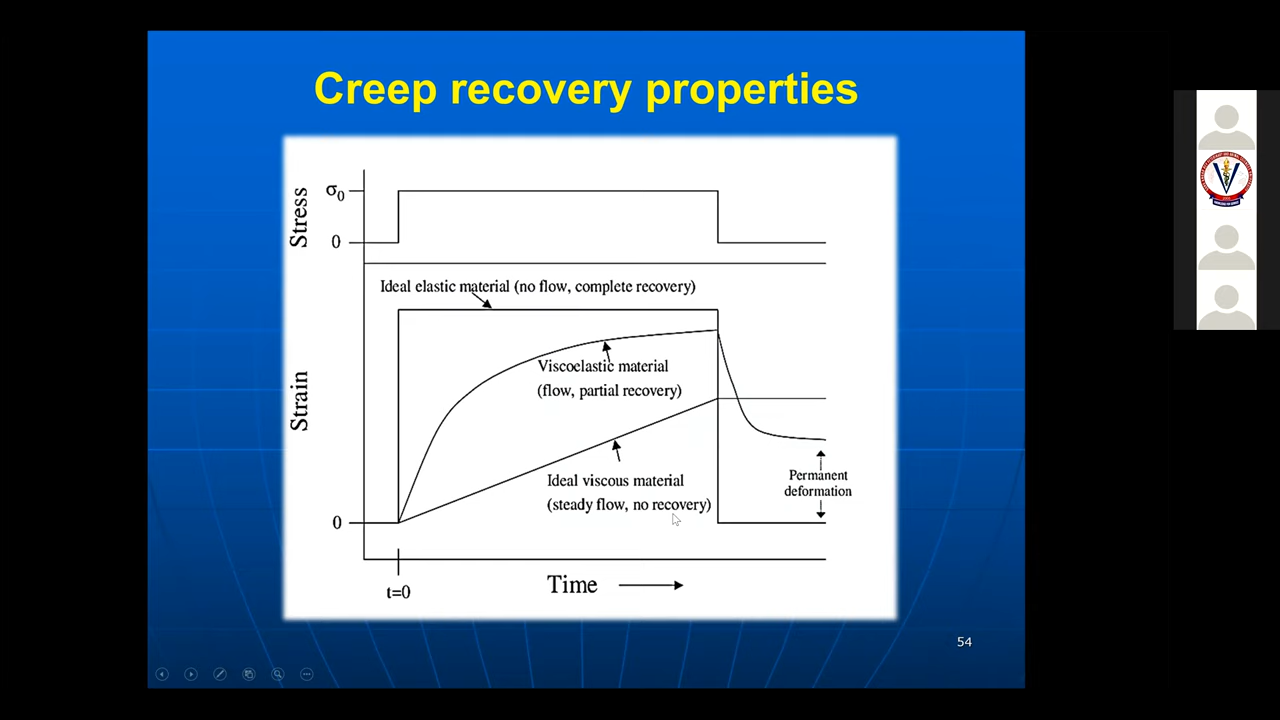 Creep recovery properties
Stress
σ0
0
Ideal elastic material (no flow, complete recovery)
Viscoelastic material
(flow, partial recovery)
Strain
Ideal viscous material
(steady flow, no recovery)
Permanent
deformation
0
t=0
Time
54